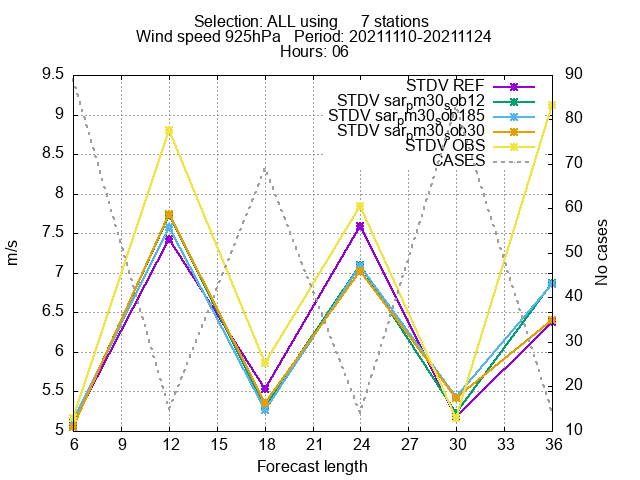 Selection: ALL using 7 stations
Wind speed 925hPa Period: 20211110-20211124
Hours: 06
STDV REF
STDV sarpm30sob12
STDV sarpm30sob185
STDV sarpm30sob30
STDV OBS
CASES
9.5
9
8.5
8
7.5
7
6.5
6
5.5
5
m/s
90
80
70
60
50
40
30
20
10
No cases
6 9 12 15 18 21 24 27 30 33 36
Forecast length